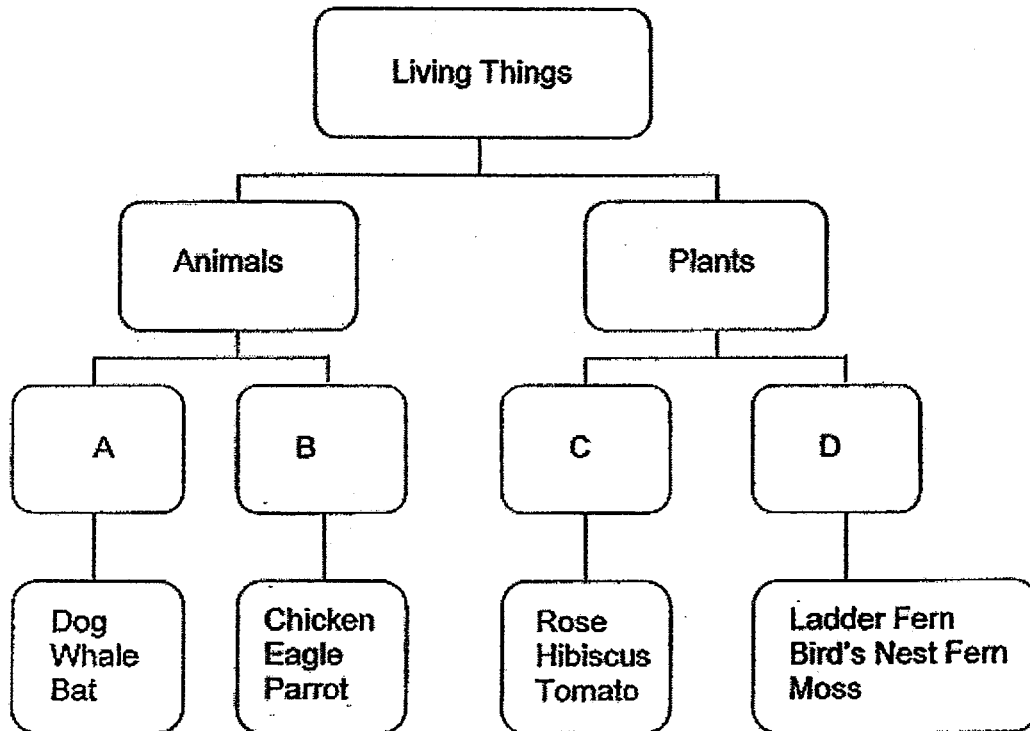 Living Things
Animals
Plants
A
B
C
D
Dog
Whale
Bat
Chicken
Eagle
Parrot
Rose
Hibiscus
Tomato
Ladder Fern
Bird's Nest Fern
Moss